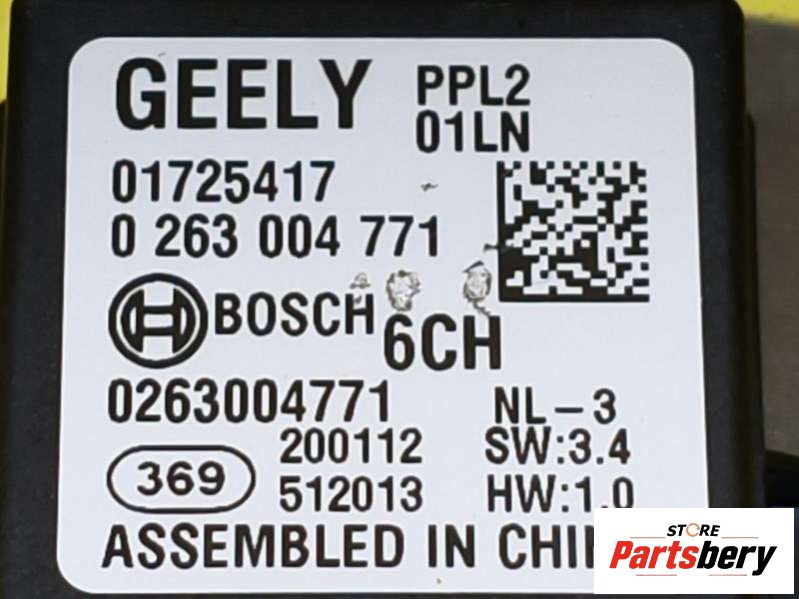 GEELY PPL2
01LN
01725417
0 263 004 771
BOSCH 6CH
0263004771 NL-3
200112 SW:3.4
369 512013 HW:1.0
ASSEMBLED IN
STORE
Partsbery